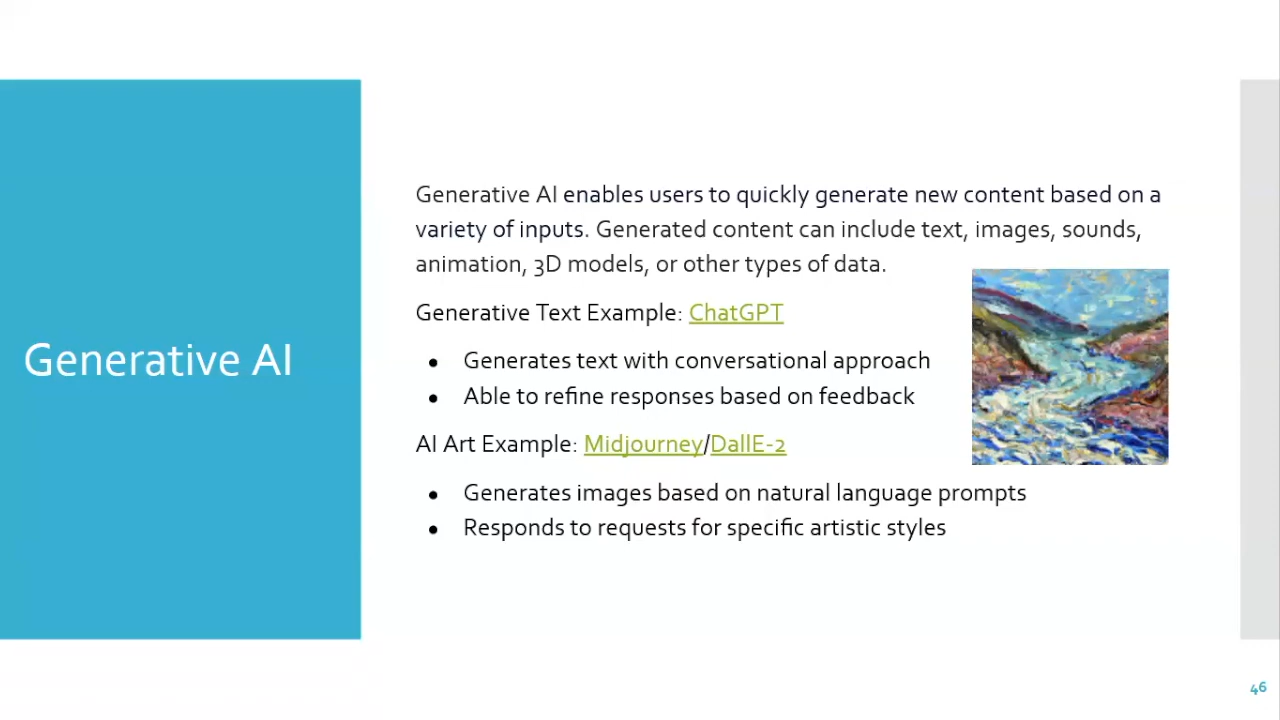 Generative AI
Generative AI enables users to quickly generate new content based on a
variety of inputs. Generated content can include text, images, sounds,
animation, 3D models, or other types of data.
Generative Text Example: ChatGPT
● Generates text with conversational approach
● Able to refine responses based on feedback
AI Art Example: Midjourney/DallE-2
● Generates images based on natural language prompts
● Responds to requests for specific artistic styles
46